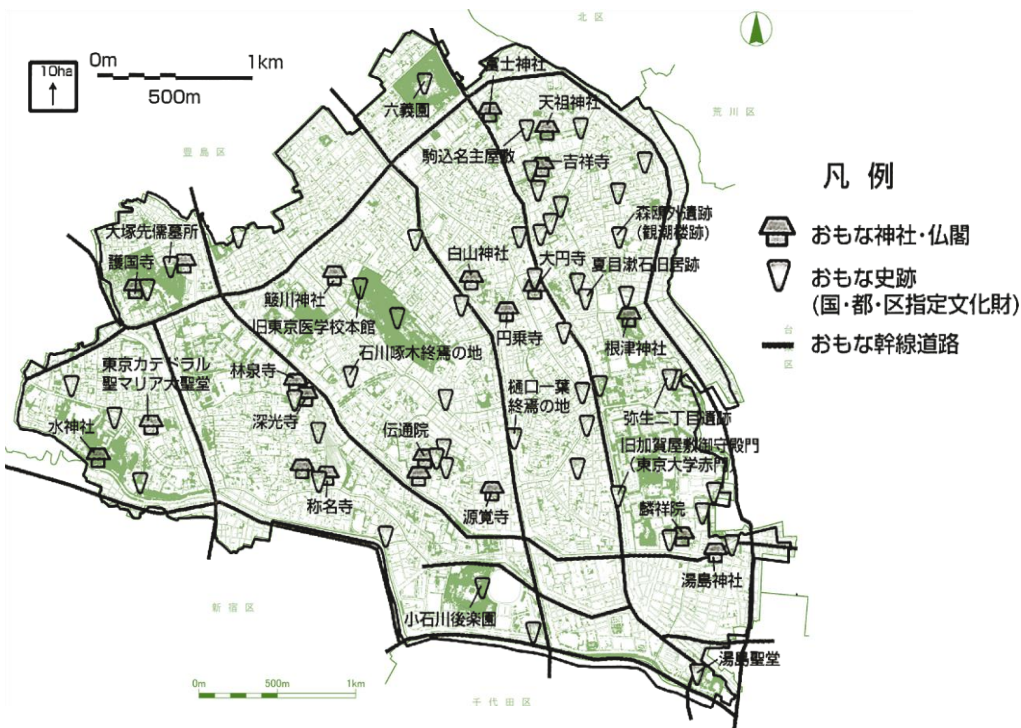 北区
10ha
0m
1km
500m
富士神社
六義園
天祖神社
荒川区
豊島区
駒込名主屋敷
吉祥寺
凡 例
おもな神社・仏閣
おもな史跡
(国・都・区指定文化財)
おもな幹線道路
森鴎外遺跡
(観潮楼跡)
大塚先儒墓所
護国寺
白山神社
大円寺
夏目漱石旧居跡
簸川神社
旧東京医学校本館
円乗寺
根津神社
台
区
石川啄木終焉の地
東京カテドラル
聖マリア大聖堂
林泉寺
樋口一葉
終焉の地
弥生二丁目遺跡
水神社
深光寺
伝通院
旧加賀屋敷御守殿門
(東京大学赤門)
称名寺
源覚寺
麟祥院
湯島神社
新宿区
小石川後楽園
湯島聖堂
0m
500m
1km
千代田区